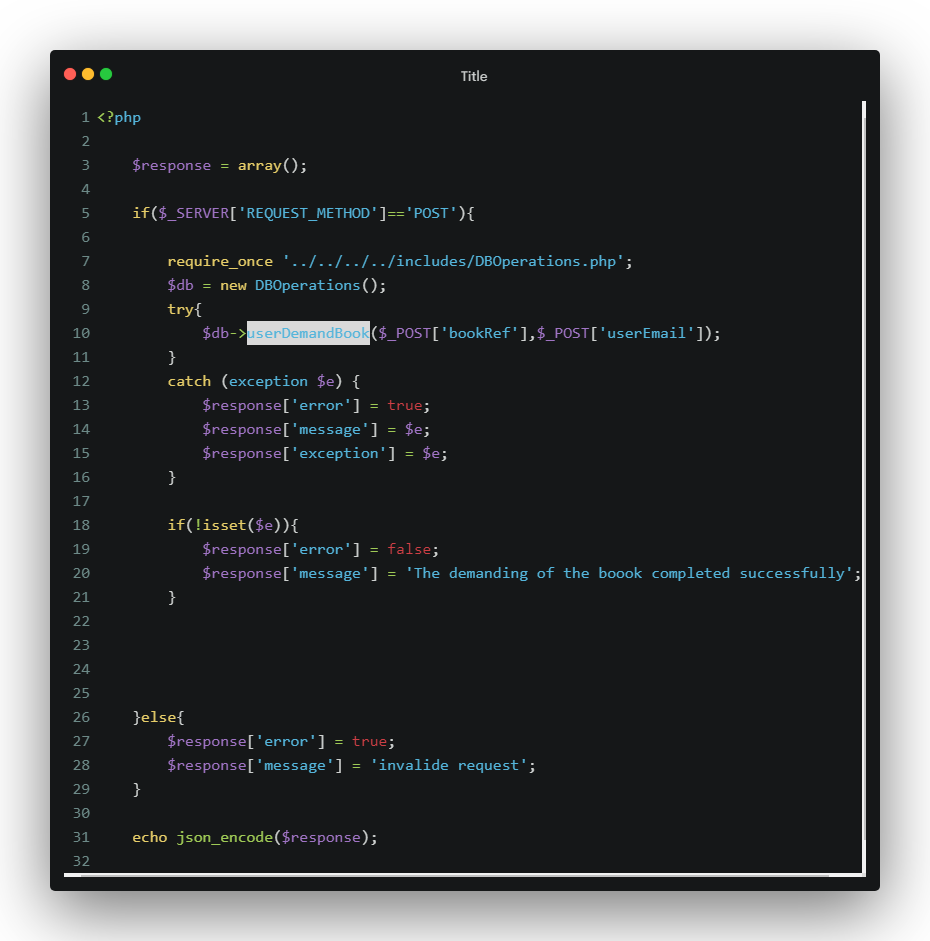 Title
1 <?php
2
3     $response = array();
4
5     if($_SERVER['REQUEST_METHOD']=='POST'){
6
7         require_once '../../../../includes/DBOperations.php';
8         $db = new DBOperations();
9         try{
10             $db->userDemandBook($_POST['bookRef'],$_POST['userEmail']);
11         }
12         catch (exception $e) {
13             $response['error'] = true;
14             $response['message'] = $e;
15             $response['exception'] = $e;
16         }
17
18         if(!isset($e)){
19             $response['error'] = false;
20             $response['message'] = 'The demanding of the boook completed successfully';
21         }
22
23
24
25
26     }else{
27         $response['error'] = true;
28         $response['message'] = 'invalide request';
29     }
30
31     echo json_encode($response);
32